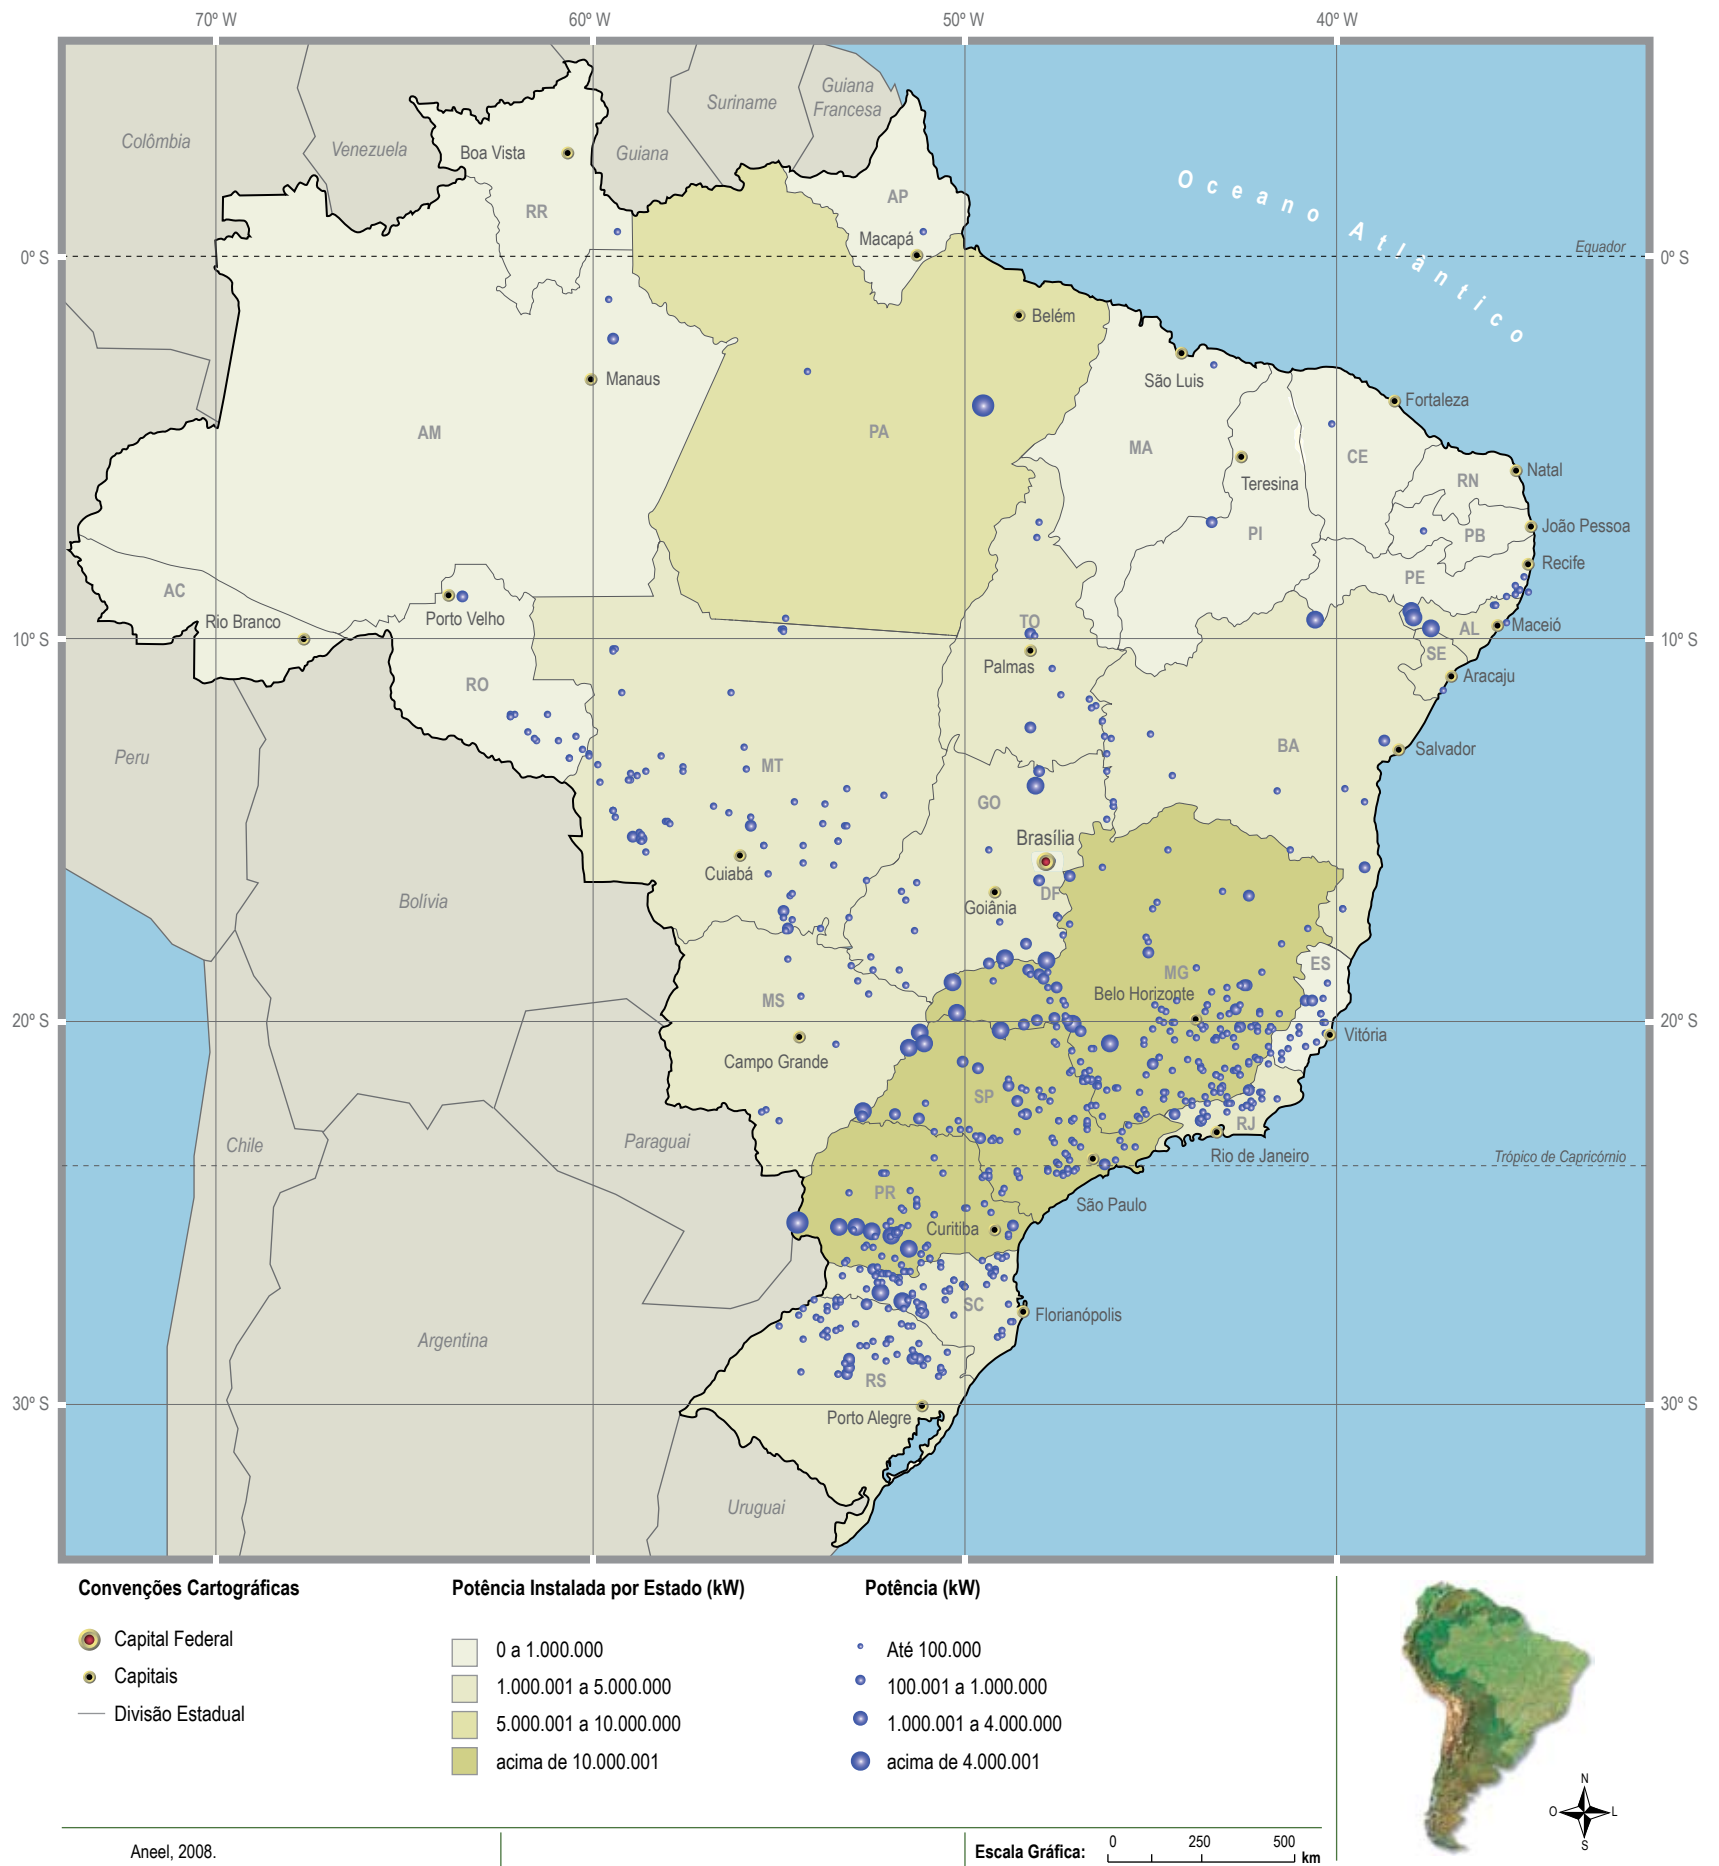 70º W
60º W
50º W
40º W
Colômbia
Venezuela
Guiana
Suriname
Guiana
Francesa
Boa Vista
RR
AP
Macapá
Oceano Atlântico
Equador
0º S
0º S
Belém
Manaus
São Luis
Fortaleza
AM
PA
MA
CE
RN
Natal
Teresina
PI
PB
João Pessoa
Recife
PE
AC
Rio Branco
Porto Velho
TO
AL
Maceió
10º S
10º S
Palmas
SE
Aracaju
RO
Peru
MT
BA
Salvador
GO
Brasília
Cuiabá
DF
Goiânia
Bolívia
MG
ES
Belo Horizonte
MS
20º S
20º S
Vitória
Campo Grande
SP
RJ
Chile
Paraguai
Rio de Janeiro
Trópico de Capricórnio
PR
São Paulo
Curitiba
SC
Florianópolis
Argentina
RS
30º S
30º S
Porto Alegre
Uruguai
Convenções Cartográficas
Capital Federal
Capitais
Divisão Estadual
Potência Instalada por Estado (kW)
0 a 1.000.000
1.000.001 a 5.000.000
5.000.001 a 10.000.000
acima de 10.000.001
Potência (kW)
Até 100.000
100.001 a 1.000.000
1.000.001 a 4.000.000
acima de 4.000.001
N
O
L
S
Aneel, 2008.
Escala Gráfica:
0 250 500
km